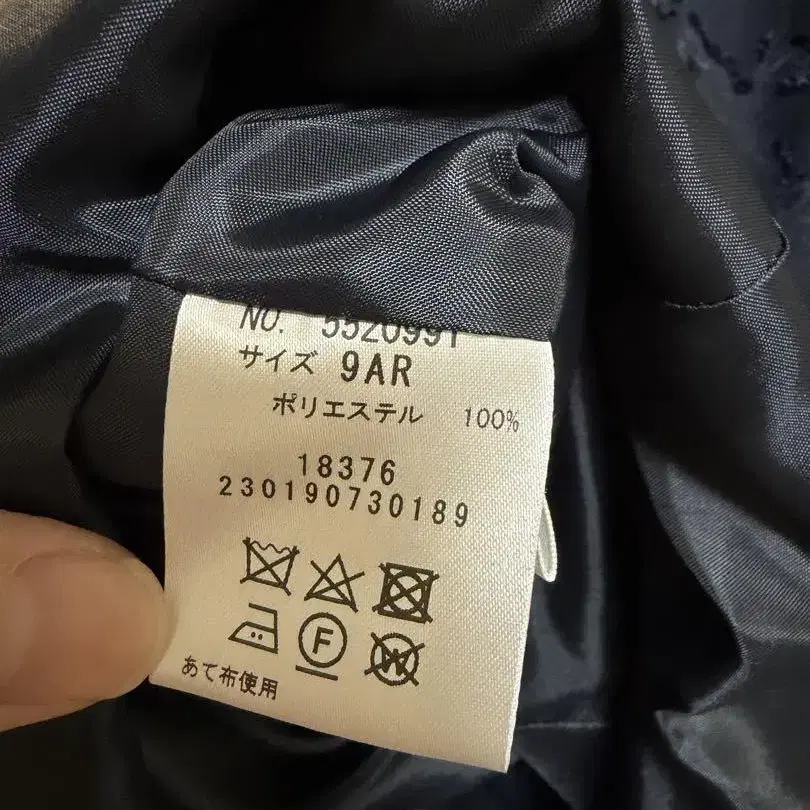 NO. 5520991
サイズ 9AR
ポリエステル 100%
18376
230190730189
F
W
あて布使用